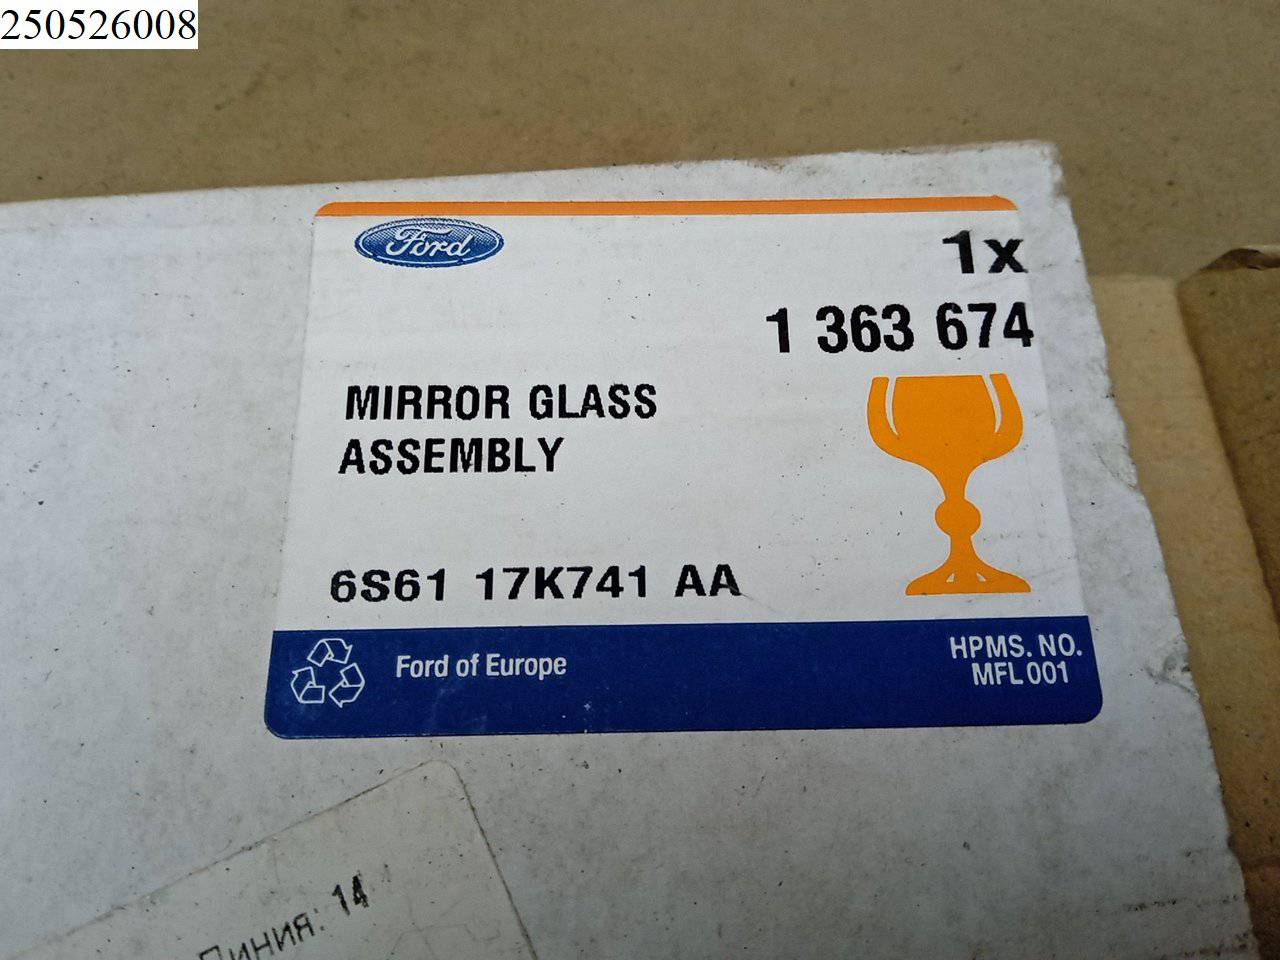 250526008
Ford
1x
1 363 674
MIRROR GLASS
ASSEMBLY
6S61 17K741 AA
Ford of Europe
HPMS. NO.
MFL 001
Линия: 14